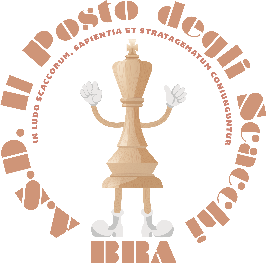 A.S.D. Il Posto degli Scacchi
IN LUDO SCACCORUM, SAPIENTIA ET STRATAGEMATUM CONIUNGUNTUR
BRA